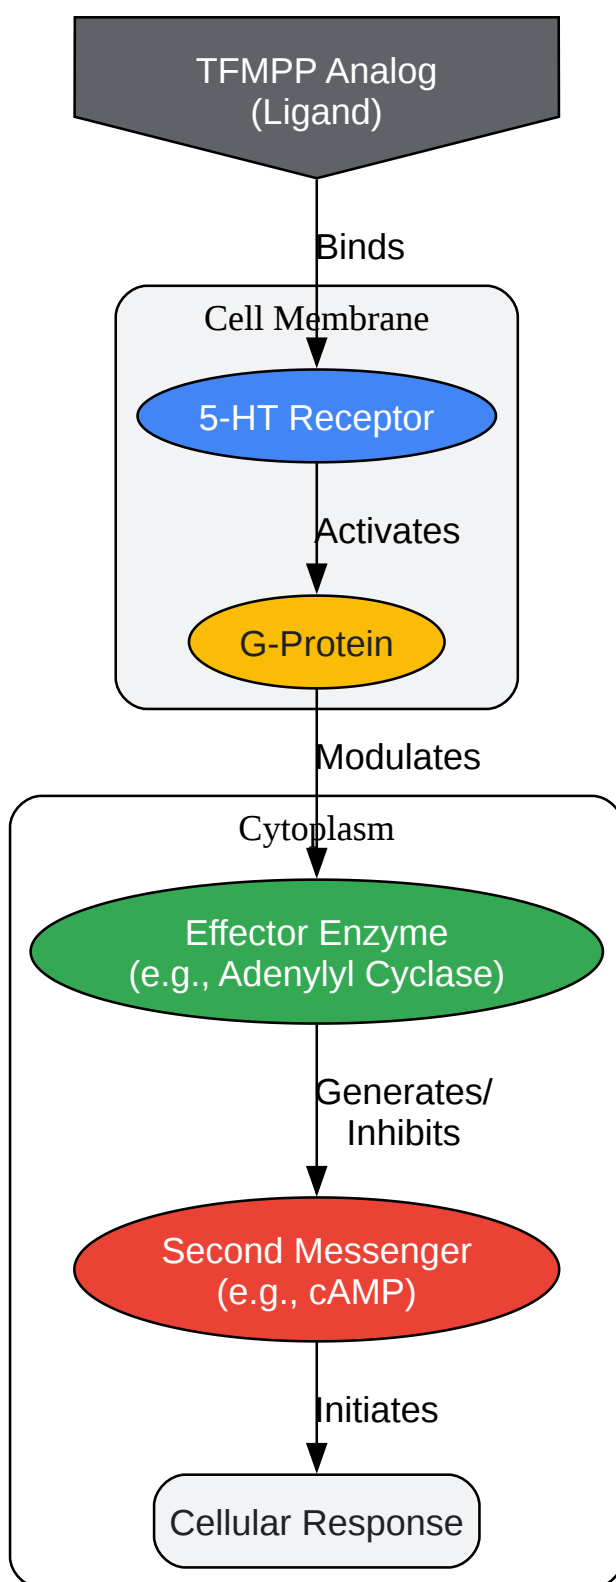 TFMPP Analog
(Ligand)
Binds
Cell Membrane
5-HT Receptor
Activates
G-Protein
Modulates
Cytoplasm
Effector Enzyme
(e.g., Adenylyl Cyclase)
Generates/
Inhibits
Second Messenger
(e.g., cAMP)
Initiates
Cellular Response